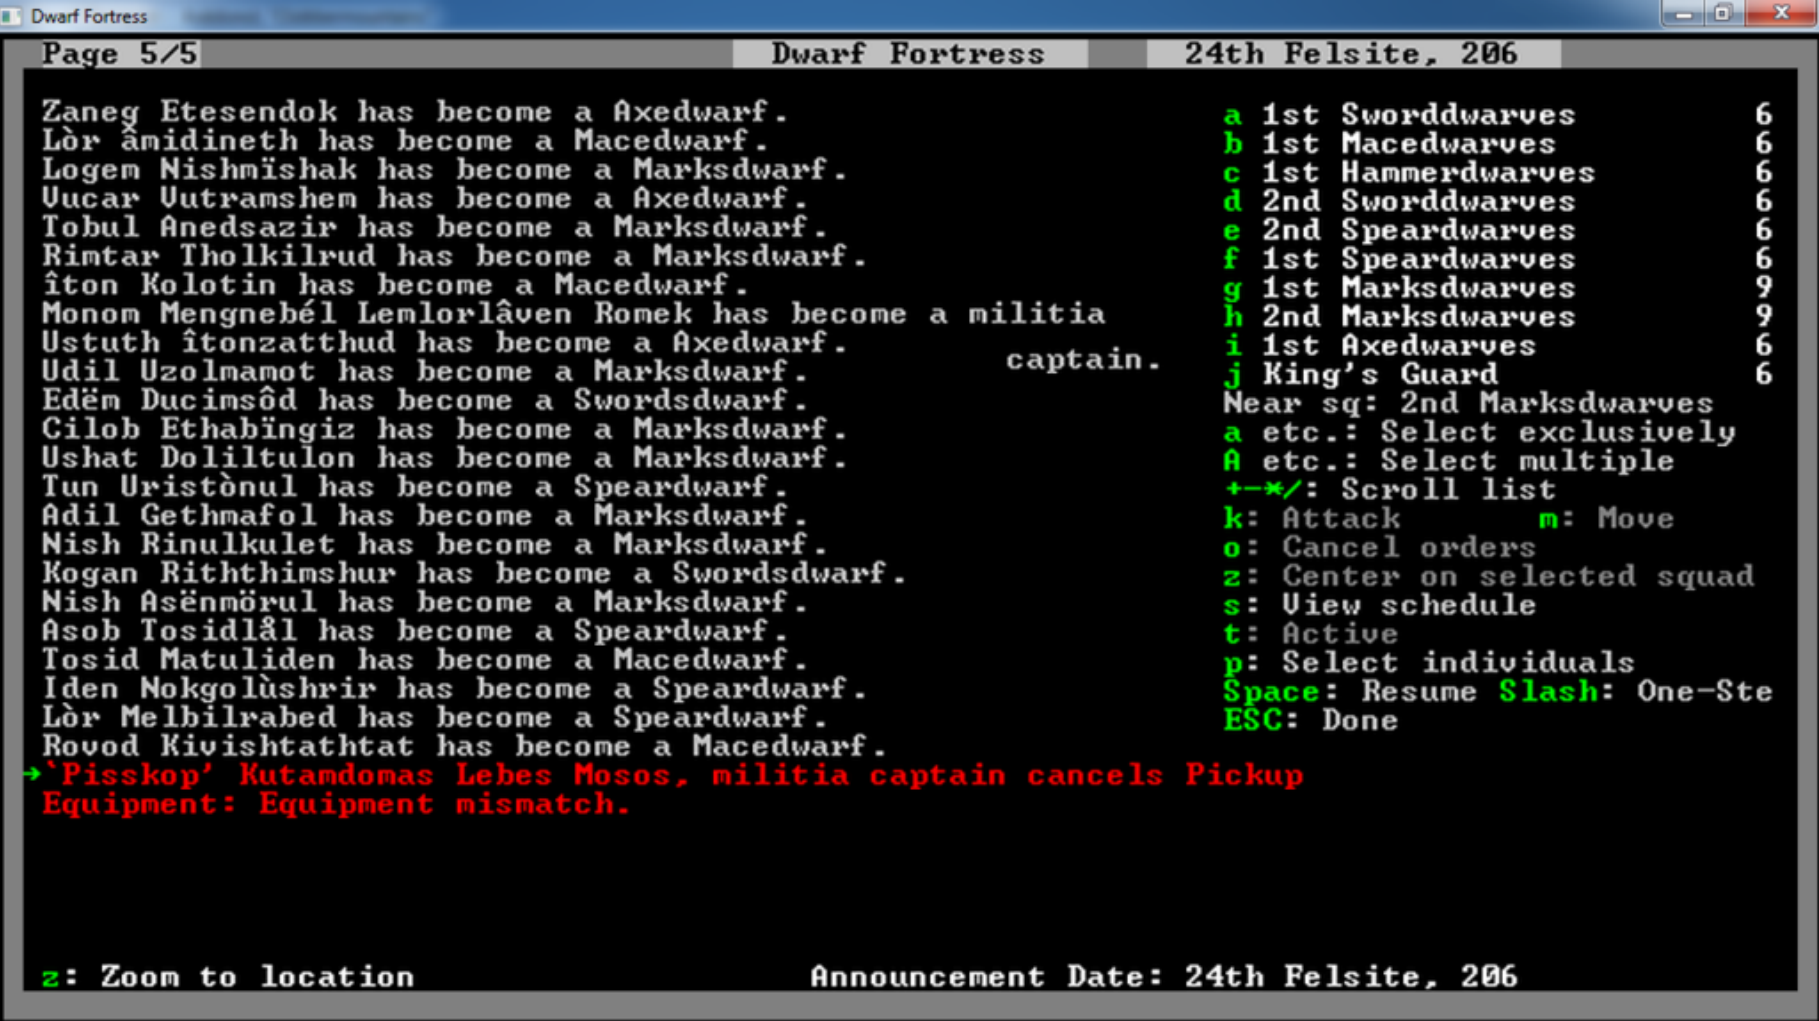 Dwarf Fortress
Page 5/5
Dwarf Fortress
24th Felsite, 206
Zaneg Etesendok has become a Axedwarf.
Lòr âmidineth has become a Macedwarf.
Logem Nishmïshak has become a Marksdwarf.
Vucar Vutramshem has become a Axedwarf.
Tobul Anedsazir has become a Marksdwarf.
Rimtar Tholkilrud has become a Marksdwarf.
îton Kolotin has become a Macedwarf.
Monom Mengnebél Lemlorlâven Romek has become a militia
captain.
Ustuth îtonzatthud has become a Axedwarf.
Udil Uzolmamot has become a Marksdwarf.
Edëm Ducimsôd has become a Swordsdwarf.
Cilob Ethabïngiz has become a Marksdwarf.
Ushat Doliltulon has become a Marksdwarf.
Tun Uristònul has become a Speardwarf.
Adil Gethmafol has become a Marksdwarf.
Nish Rinulkulet has become a Marksdwarf.
Kogan Riththimshur has become a Swordsdwarf.
Nish Asënmörul has become a Marksdwarf.
Asob Tosidlål has become a Speardwarf.
Tosid Matuliden has become a Macedwarf.
Iden Nokgolùshrir has become a Speardwarf.
Lòr Melbilrabed has become a Speardwarf.
Rovod Kivishtathtat has become a Macedwarf.
→`Pisskop' Kutamdomas Lebes Mosos, militia captain cancels Pickup
Equipment: Equipment mismatch.
a 1st Sworddwarves 6
b 1st Macedwarves 6
c 1st Hammerdwarves 6
d 2nd Sworddwarves 6
e 2nd Speardwarves 6
f 1st Speardwarves 6
g 1st Marksdwarves 9
h 2nd Marksdwarves 9
i 1st Axedwarves 6
j King's Guard 6
Near sq: 2nd Marksdwarves
a etc.: Select exclusively
A etc.: Select multiple
+-*/: Scroll list
k: Attack m: Move
o: Cancel orders
z: Center on selected squad
s: View schedule
t: Active
p: Select individuals
Space: Resume Slash: One-Ste
ESC: Done
z: Zoom to location
Announcement Date: 24th Felsite, 206